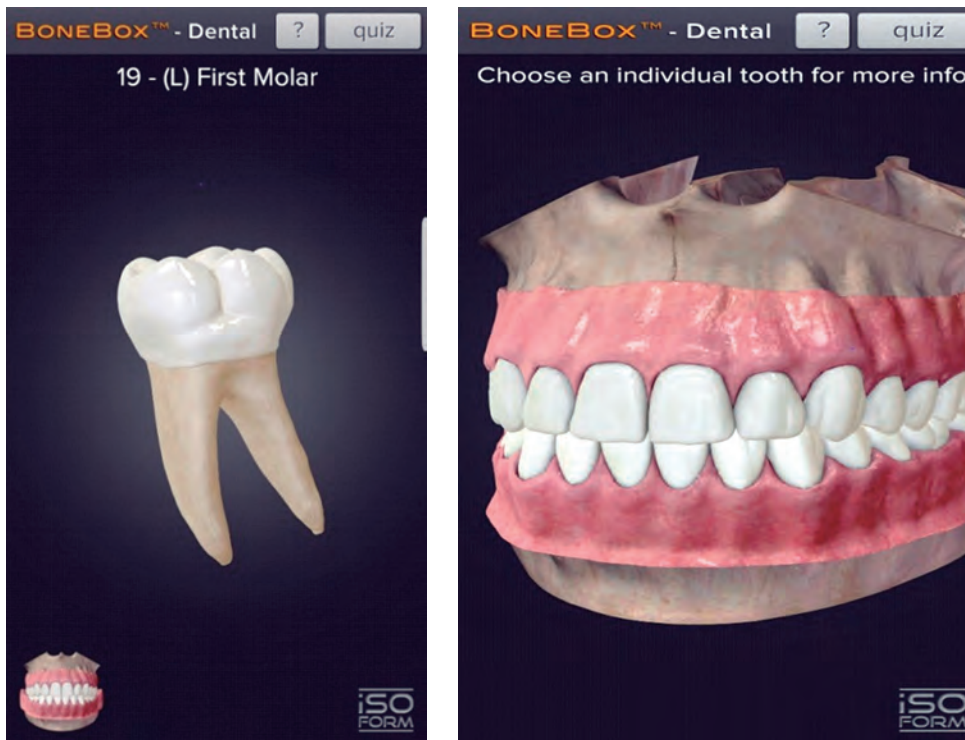 BONEBOX™ - Dental ? quiz
19 - (L) First Molar
iSO
FORM
BONEBOX™ - Dental ? quiz
Choose an individual tooth for more info
iSO
FORM